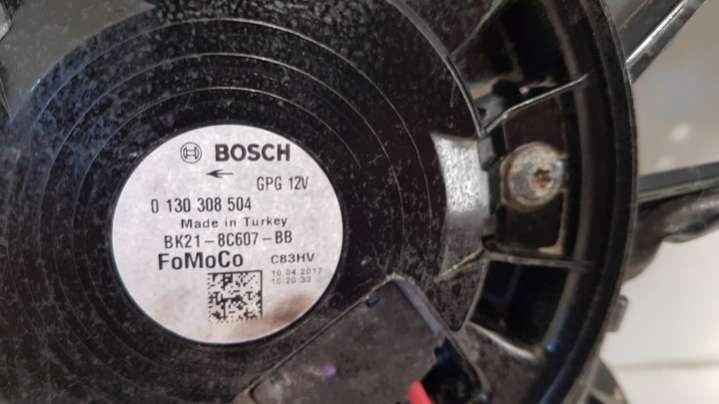 BOSCH
GPG 12V
0 130 308 504
Made in Turkey
BK21-8C607-BB
FoMoCo C83HV
10.04.2017
10:20:33